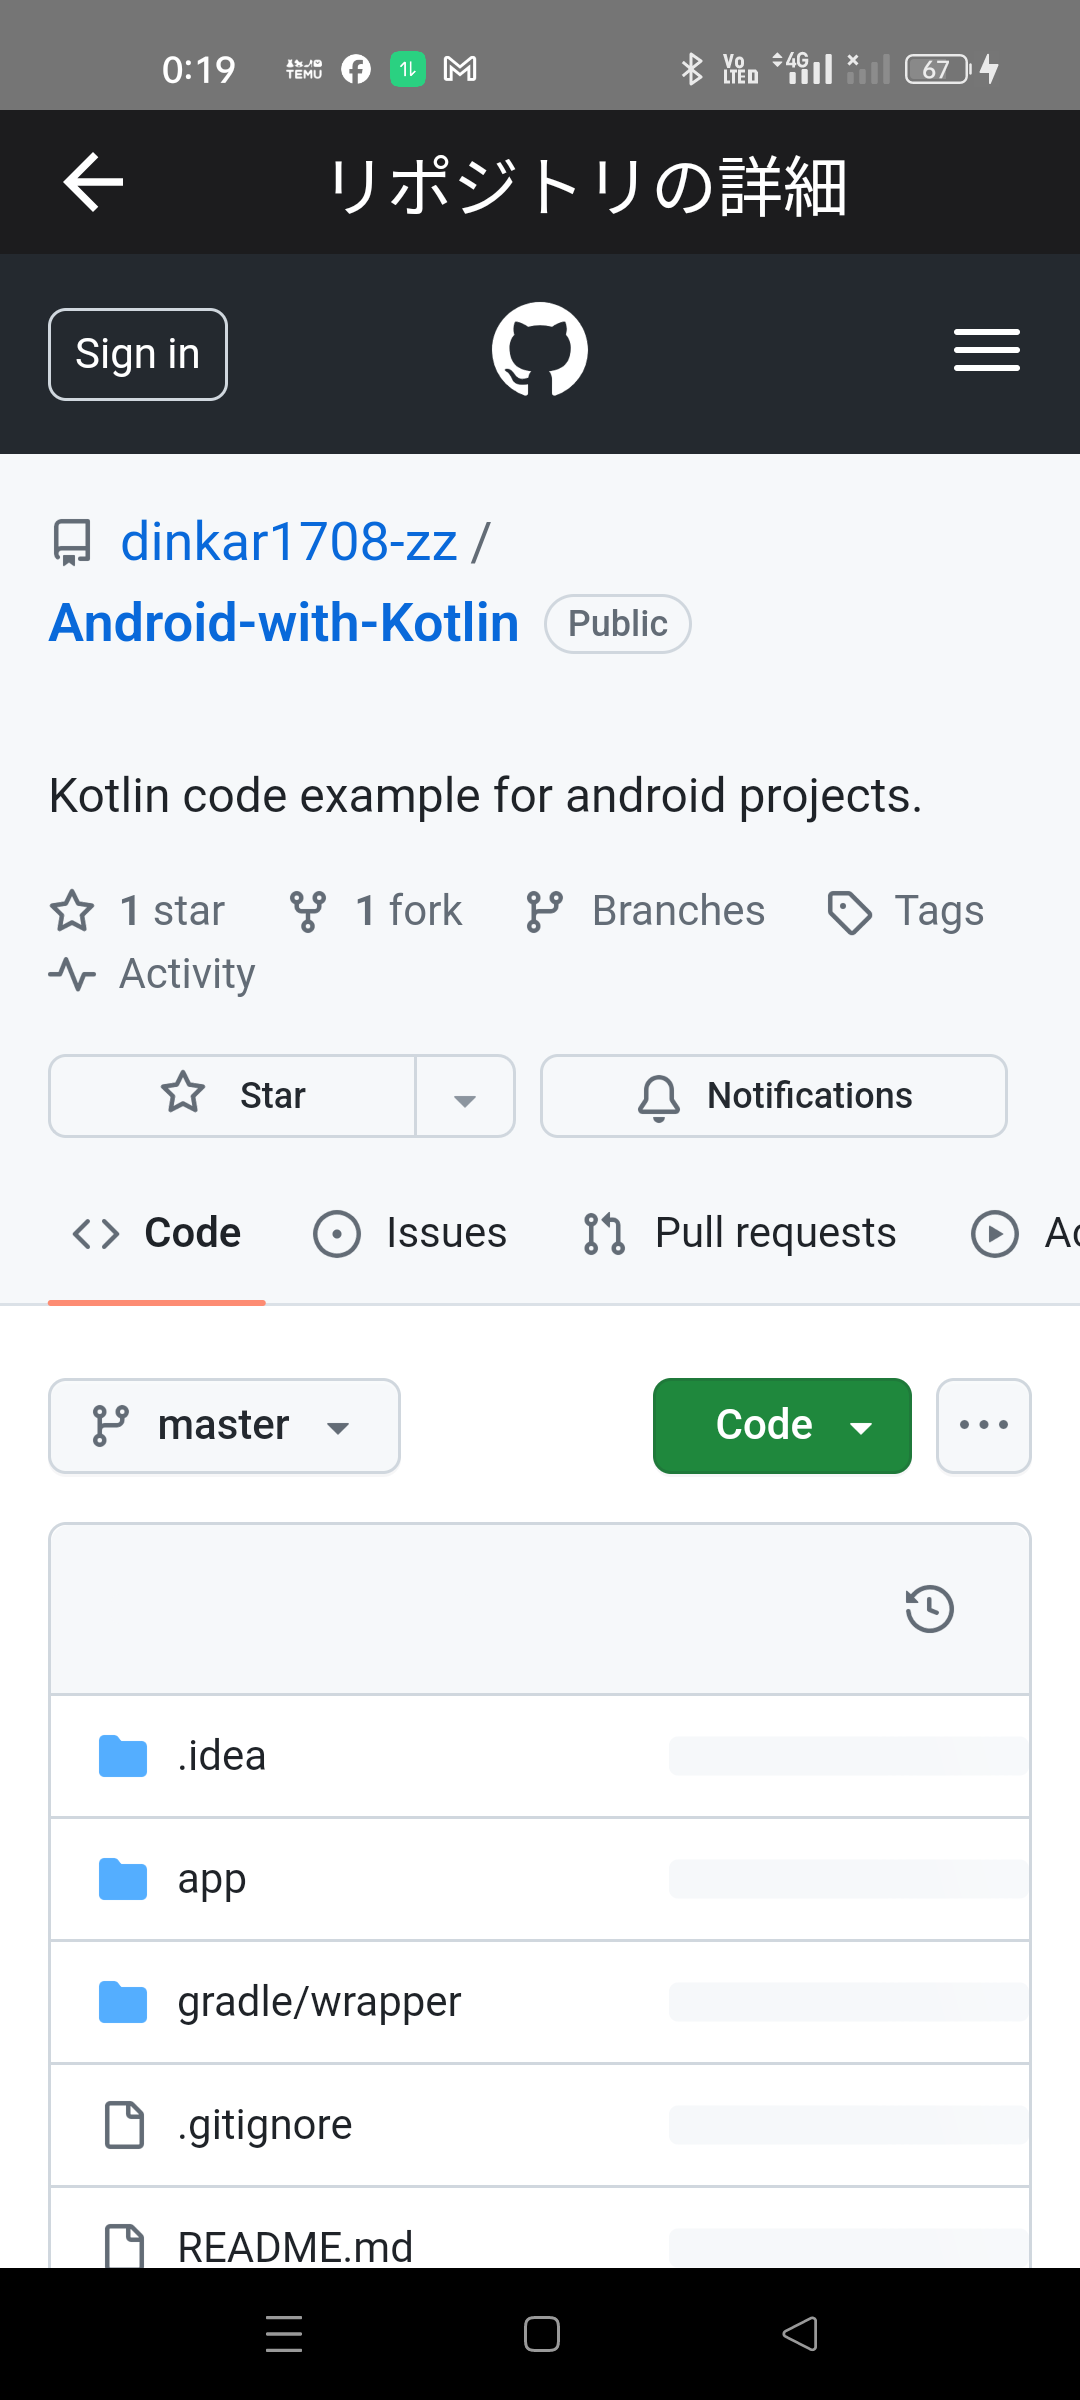 0:19 TEMU Vo LTE D 4G 67
リポジトリの詳細
Sign in
dinkar1708-zz /
Android-with-Kotlin Public
Kotlin code example for android projects.
1 star 1 fork Branches Tags
Activity
Star Notifications
Code Issues Pull requests Ac
master Code
.idea
app
gradle/wrapper
.gitignore
README.md